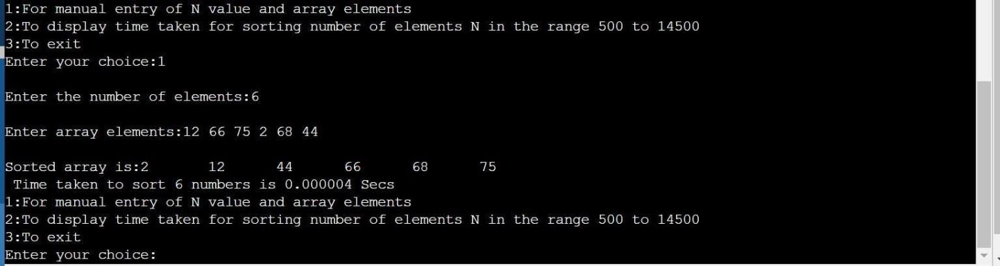 1:For manual entry of N value and array elements
2:To display time taken for sorting number of elements N in the range 500 to 14500
3:To exit
Enter your choice:1
Enter the number of elements:6
Enter array elements:12 66 75 2 68 44
Sorted array is:2 12 44 66 68 75
Time taken to sort 6 numbers is 0.000004 Secs
1:For manual entry of N value and array elements
2:To display time taken for sorting number of elements N in the range 500 to 14500
3:To exit
Enter your choice: